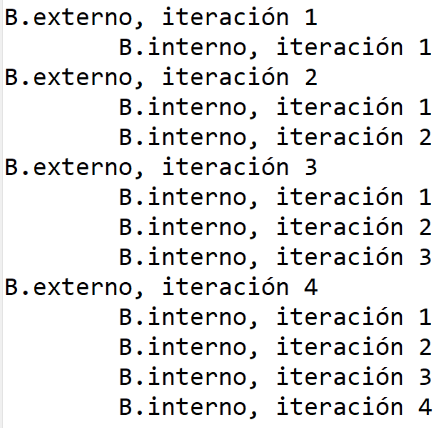 B.externo, iteración 1
        B.interno, iteración 1
B.externo, iteración 2
        B.interno, iteración 1
        B.interno, iteración 2
B.externo, iteración 3
        B.interno, iteración 1
        B.interno, iteración 2
        B.interno, iteración 3
B.externo, iteración 4
        B.interno, iteración 1
        B.interno, iteración 2
        B.interno, iteración 3
        B.interno, iteración 4